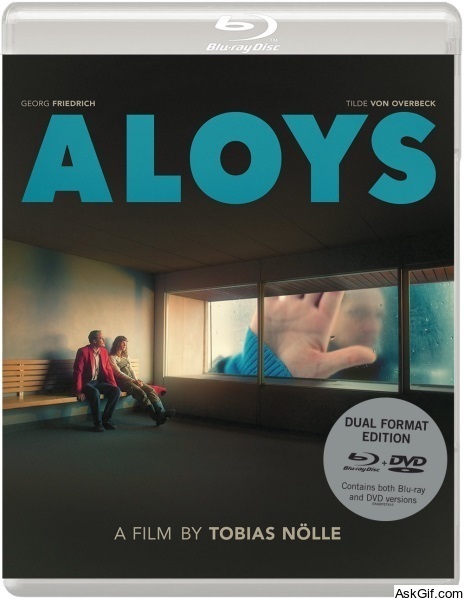 Blu-ray Disc
GEORG FRIEDRICH
TILDE VON OVERBECK
ALOYS
DUAL FORMAT
EDITION
Blu-ray Disc + DVD
Contains both Blu-ray
and DVD versions
A FILM BY TOBIAS NÖLLE
AskGif.com